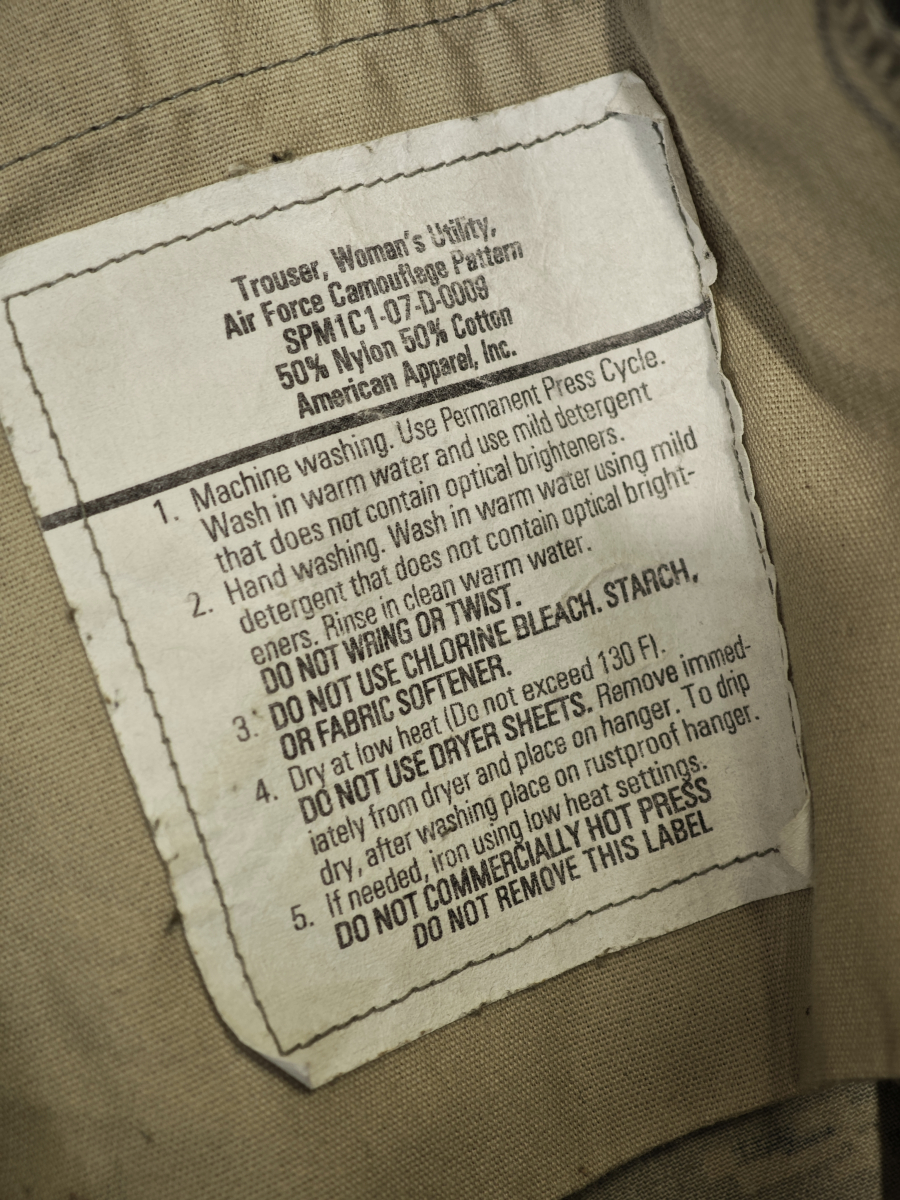 Trouser, Woman's Utility,
Air Force Camouflage Pattern
SPM1C1-07-D-0009
50% Nylon 50% Cotton
American Apparel, Inc.
1. Machine washing. Use Permanent Press Cycle.
Wash in warm water and use mild detergent
that does not contain optical brighteners.
2. Hand washing. Wash in warm water using mild
detergent that does not contain optical bright-
eners. Rinse in clean warm water.
DO NOT WRING OR TWIST.
3. DO NOT USE CHLORINE BLEACH. STARCH,
OR FABRIC SOFTENER.
4. Dry at low heat (Do not exceed 130 F).
DO NOT USE DRYER SHEETS. Remove immed-
iately from dryer and place on hanger. To drip
dry, after washing place on rustproof hanger.
5. If needed, iron using low heat settings.
DO NOT COMMERCIALLY HOT PRESS
DO NOT REMOVE THIS LABEL